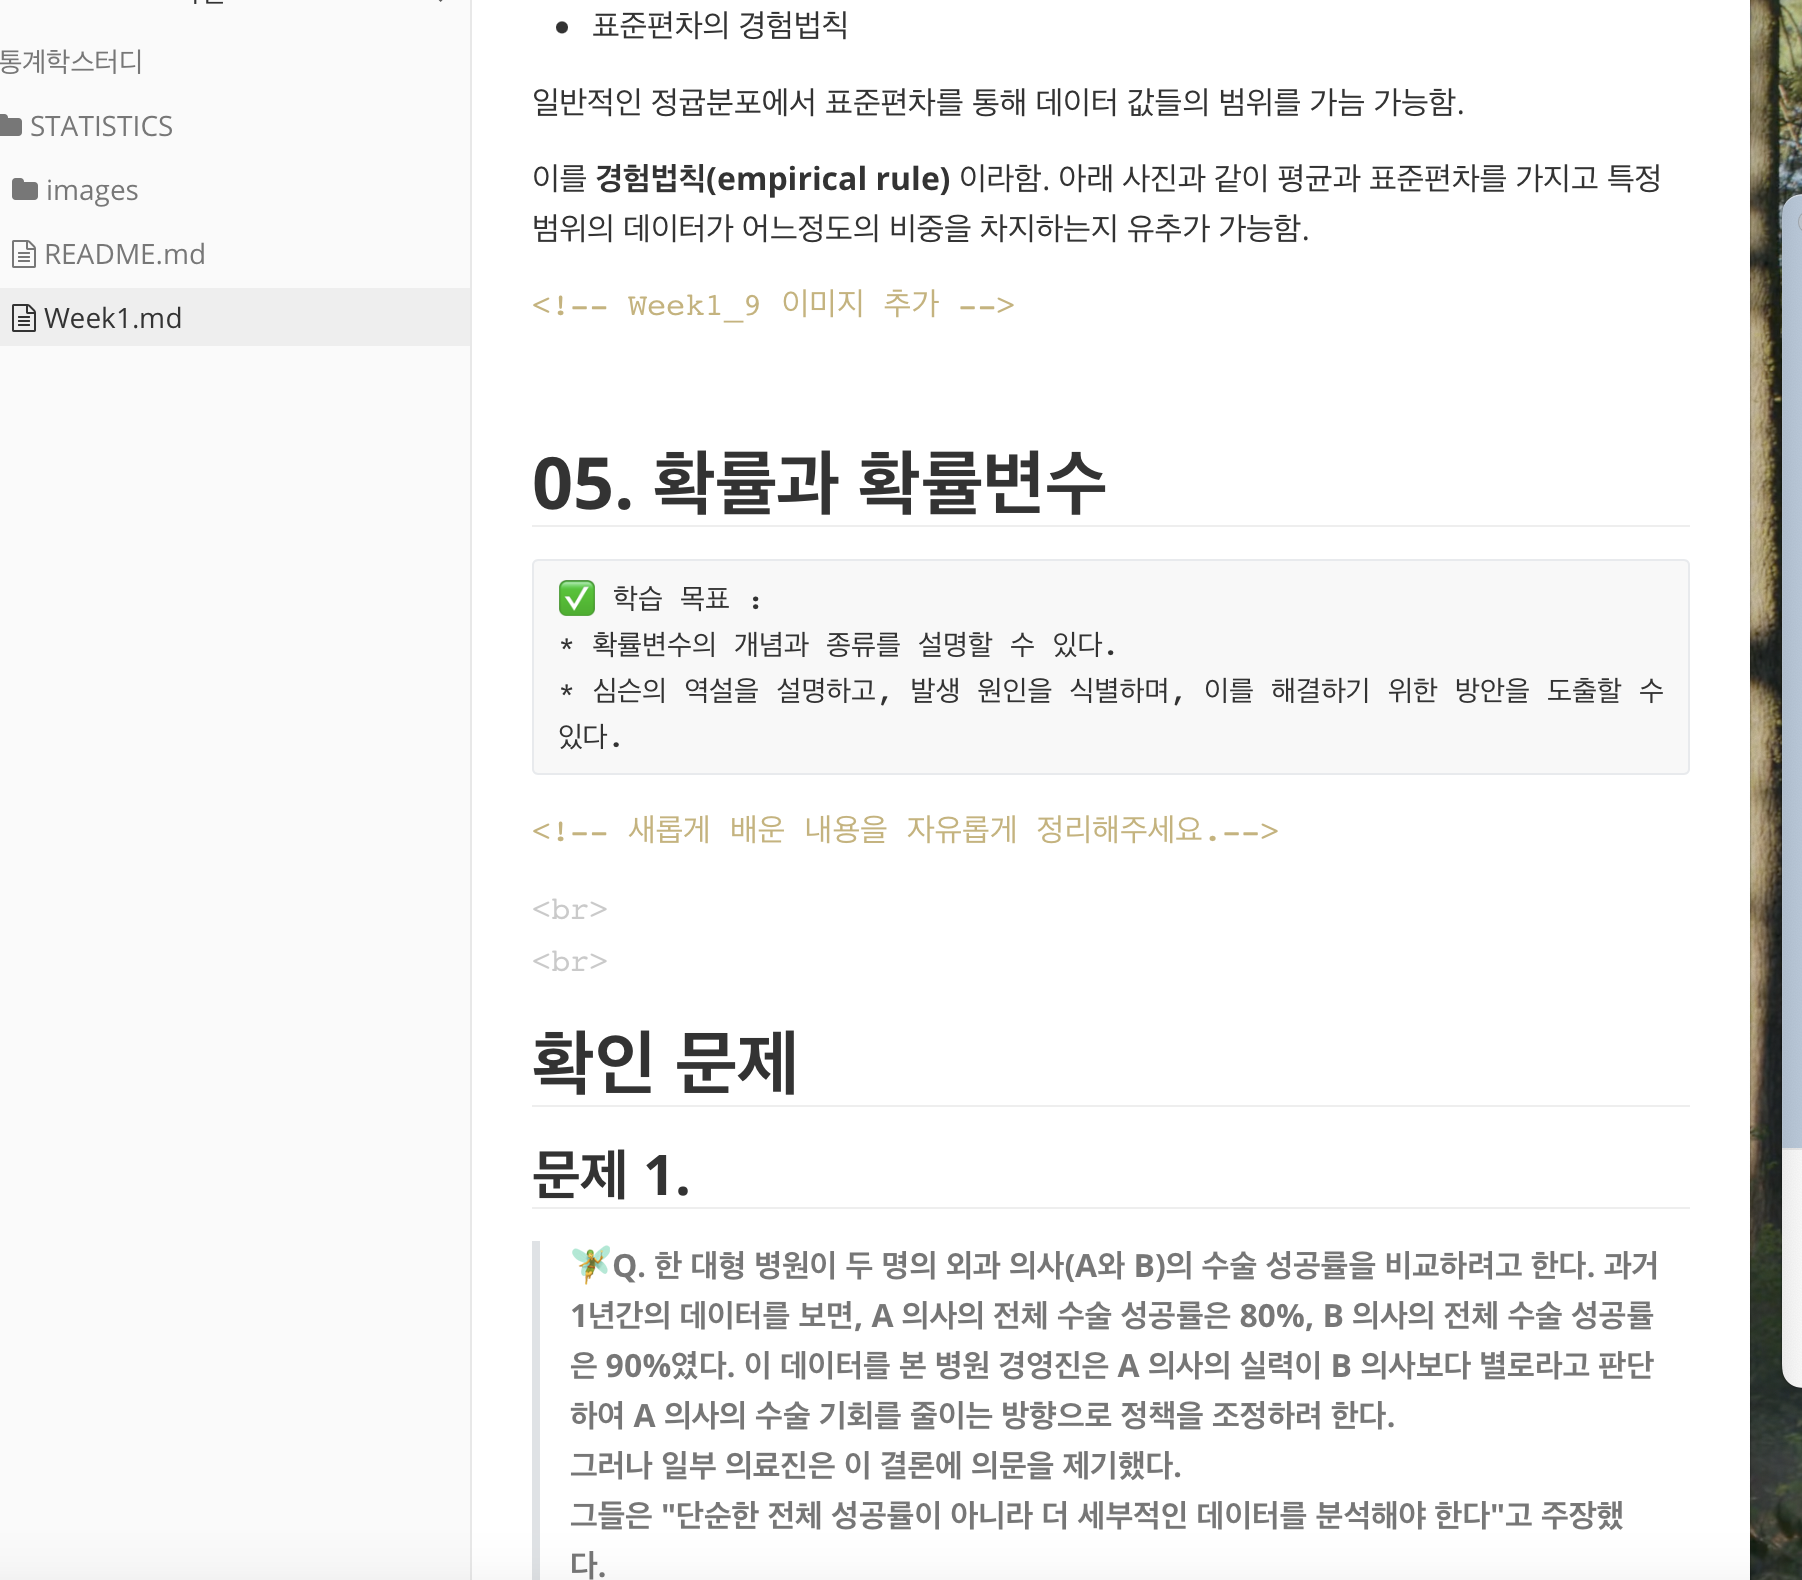 통계학스터디
STATISTICS
images
README.md
Week1.md
• 표준편차의 경험법칙
일반적인 정귭분포에서 표준편차를 통해 데이터 값들의 범위를 가늠 가능함.
이를 경험법칙(empirical rule) 이라함. 아래 사진과 같이 평균과 표준편차를 가지고 특정
범위의 데이터가 어느정도의 비중을 차지하는지 유추가 가능함.
<!-- Week1_9 이미지 추가 -->
05. 확률과 확률변수
✅ 학습 목표 :
* 확률변수의 개념과 종류를 설명할 수 있다.
* 심슨의 역설을 설명하고, 발생 원인을 식별하며, 이를 해결하기 위한 방안을 도출할 수
있다.
<!-- 새롭게 배운 내용을 자유롭게 정리해주세요.-->
<br>
<br>
확인 문제
문제 1.
🧚Q. 한 대형 병원이 두 명의 외과 의사(A와 B)의 수술 성공률을 비교하려고 한다. 과거
1년간의 데이터를 보면, A 의사의 전체 수술 성공률은 80%, B 의사의 전체 수술 성공률
은 90%였다. 이 데이터를 본 병원 경영진은 A 의사의 실력이 B 의사보다 별로라고 판단
하여 A 의사의 수술 기회를 줄이는 방향으로 정책을 조정하려 한다.
그러나 일부 의료진은 이 결론에 의문을 제기했다.
그들은 "단순한 전체 성공률이 아니라 더 세부적인 데이터를 분석해야 한다"고 주장했
다.